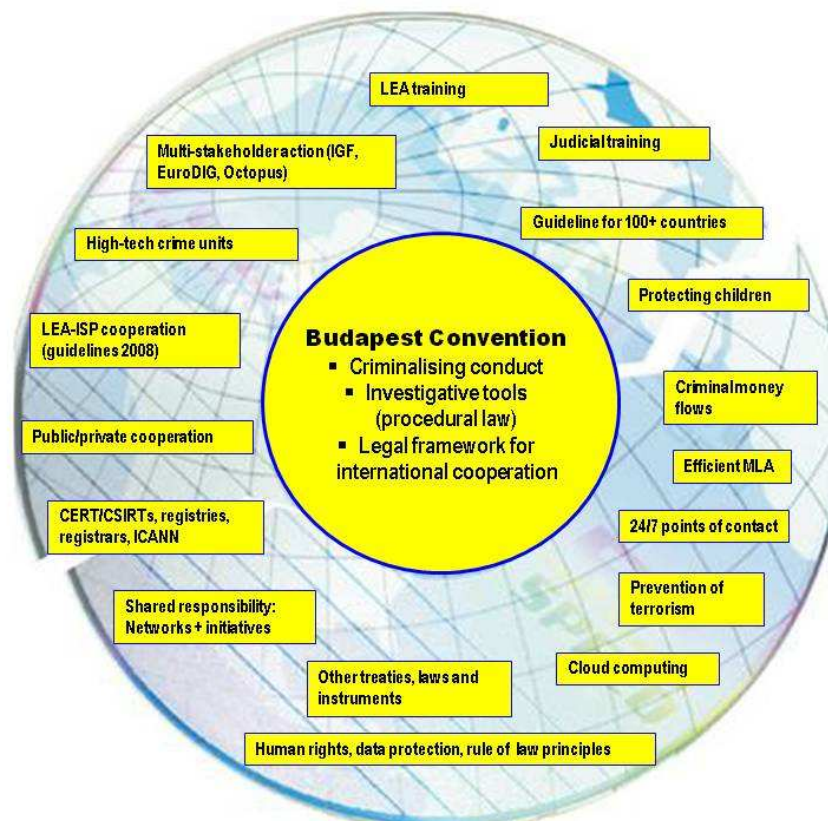 LEA training
Judicial training
Multi-stakeholder action (IGF,
EuroDIG, Octopus)
Guideline for 100+ countries
High-tech crime units
Protecting children
LEA-ISP cooperation
(guidelines 2008)
Budapest Convention
▪ Criminalising conduct
▪ Investigative tools
(procedural law)
▪ Legal framework for
international cooperation
Criminal money
flows
Public/private cooperation
Efficient MLA
CERT/CSIRTs, registries,
registrars, ICANN
24/7 points of contact
Prevention of
terrorism
Shared responsibility:
Networks + initiatives
Cloud computing
Other treaties, laws and
instruments
Human rights, data protection, rule of law principles